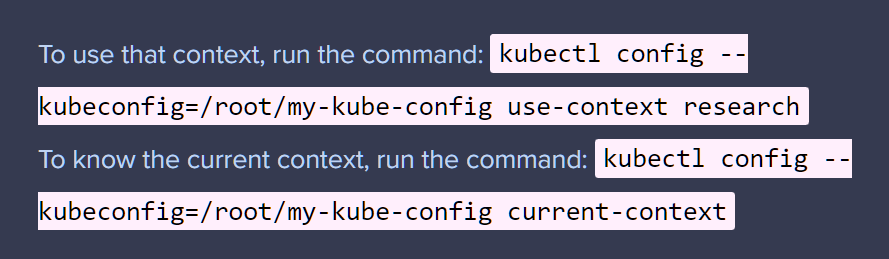 To use that context, run the command: kubectl config --
kubeconfig=/root/my-kube-config use-context research
To know the current context, run the command: kubectl config --
kubeconfig=/root/my-kube-config current-context